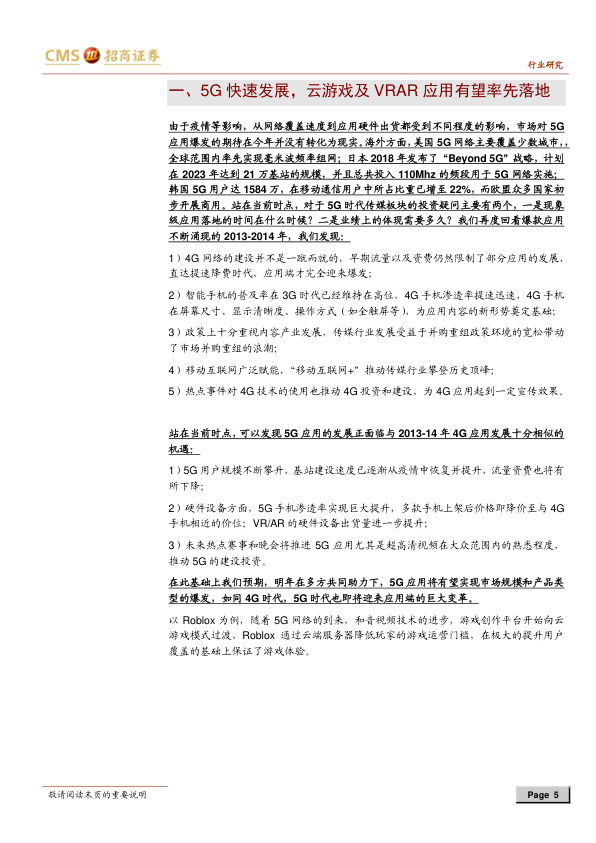 CMS 招商证券
行业研究
一、5G 快速发展，云游戏及 VRAR 应用有望率先落地
由于疫情等影响，从网络覆盖速度到应用硬件出货都受到不同程度的影响，市场对 5G
应用爆发的期待在今年并没有转化为现实。海外方面，美国 5G 网络主要覆盖少数城市，，
全球范围内率先实现毫米波频率组网；日本 2018 年发布了“Beyond 5G”战略，计划
在 2023 年达到 21 万基站的规模，并且总共投入 110Mhz 的频段用于 5G 网络实施；
韩国 5G 用户达 1584 万，在移动通信用户中所占比重已增至 22%，而欧盟众多国家初
步开展商用。站在当前时点，对于 5G 时代传媒板块的投资疑问主要有两个，一是现象
级应用落地的时间在什么时候？二是业绩上的体现需要多久？我们再度回看爆款应用
不断涌现的 2013-2014 年，我们发现：
1）4G 网络的建设并不是一蹴而就的，早期流量以及资费仍然限制了部分应用的发展，
直达提速降费时代，应用端才完全迎来爆发；
2）智能手机的普及率在 3G 时代已经维持在高位，4G 手机渗透率提速迅速，4G 手机
在屏幕尺寸、显示清晰度、操作方式（如全触屏等），为应用内容的新形势奠定基础；
3）政策上十分重视内容产业发展，传媒行业发展受益于并购重组政策环境的宽松带动
了市场并购重组的浪潮；
4）移动互联网广泛赋能，“移动互联网+”推动传媒行业攀登历史顶峰；
5）热点事件对 4G 技术的使用也推动 4G 投资和建设，为 4G 应用起到一定宣传效果。
站在当前时点，可以发现 5G 应用的发展正面临与 2013-14 年 4G 应用发展十分相似的
机遇：
1）5G 用户规模不断攀升，基站建设速度已逐渐从疫情中恢复并提升，流量资费也将有
所下降；
2）硬件设备方面，5G 手机渗透率实现巨大提升，多款手机上架后价格即降价至与 4G
手机相近的价位；VR/AR 的硬件设备出货量进一步提升；
3）未来热点赛事和晚会将推进 5G 应用尤其是超高清视频在大众范围内的熟悉程度，
推动 5G 的建设投资。
在此基础上我们预期，明年在多方共同助力下，5G 应用将有望实现市场规模和产品类
型的爆发，如同 4G 时代，5G 时代也即将迎来应用端的巨大变革。
以 Roblox 为例，随着 5G 网络的到来，和音视频技术的进步，游戏创作平台开始向云
游戏模式过渡，Roblox 通过云端服务器降低玩家的游戏运营门槛，在极大的提升用户
覆盖的基础上保证了游戏体验。
敬请阅读末页的重要说明
Page 5